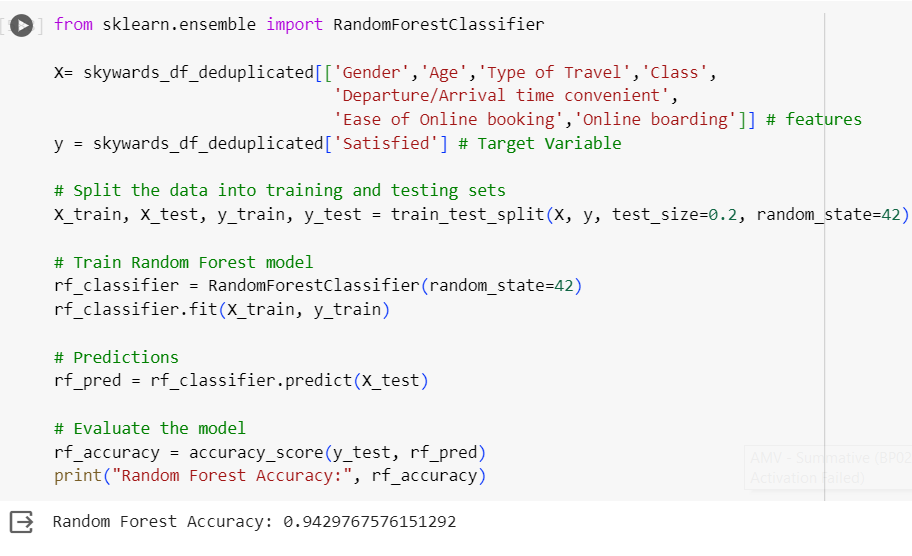 from sklearn.ensemble import RandomForestClassifier
X= skywards_df_deduplicated[['Gender','Age','Type of Travel','Class',
'Departure/Arrival time convenient',
'Ease of Online booking','Online boarding']] # features
y = skywards_df_deduplicated['Satisfied'] # Target Variable
# Split the data into training and testing sets
X_train, X_test, y_train, y_test = train_test_split(X, y, test_size=0.2, random_state=42)
# Train Random Forest model
rf_classifier = RandomForestClassifier(random_state=42)
rf_classifier.fit(X_train, y_train)
# Predictions
rf_pred = rf_classifier.predict(X_test)
# Evaluate the model
rf_accuracy = accuracy_score(y_test, rf_pred)
print("Random Forest Accuracy:", rf_accuracy)
AMV - Summative (BP02
Activation Failed)
Random Forest Accuracy: 0.9429767576151292